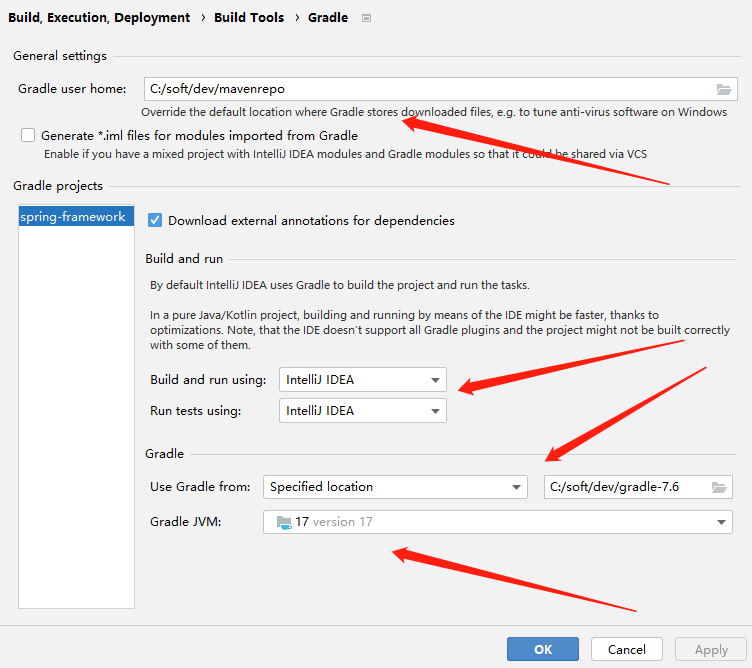 Build, Execution, Deployment › Build Tools › Gradle
General settings
Gradle user home: C:/soft/dev/mavenrepo
Override the default location where Gradle stores downloaded files, e.g. to tune anti-virus software on Windows
Generate *.iml files for modules imported from Gradle
Enable if you have a mixed project with IntelliJ IDEA modules and Gradle modules so that it could be shared via VCS
Gradle projects
spring-framework
Download external annotations for dependencies
Build and run
By default IntelliJ IDEA uses Gradle to build the project and run the tasks.
In a pure Java/Kotlin project, building and running by means of the IDE might be faster, thanks to
optimizations. Note, that the IDE doesn't support all Gradle plugins and the project might not be built correctly
with some of them.
Build and run using: IntelliJ IDEA
Run tests using: IntelliJ IDEA
Gradle
Use Gradle from: Specified location C:/soft/dev/gradle-7.6
Gradle JVM: 17 version 17
OK Cancel Apply